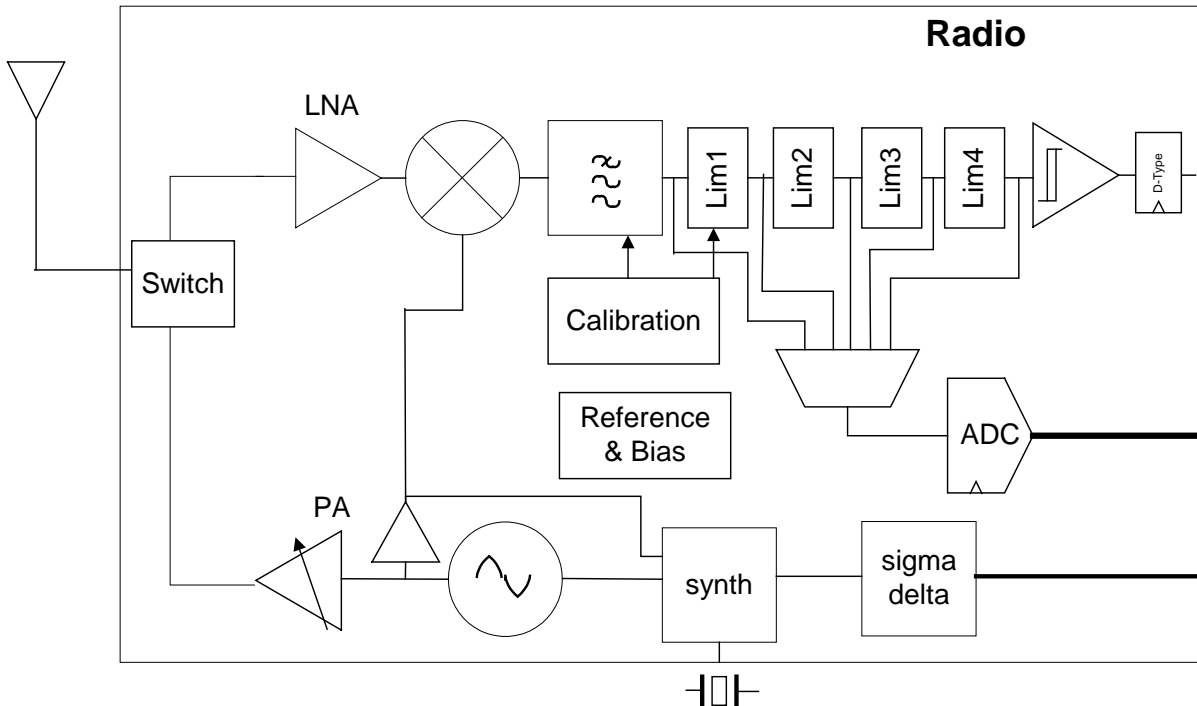 Radio
LNA
Lim1
Lim2
Lim3
Lim4
D-Type
Switch
Calibration
Reference
& Bias
ADC
PA
synth
sigma
delta